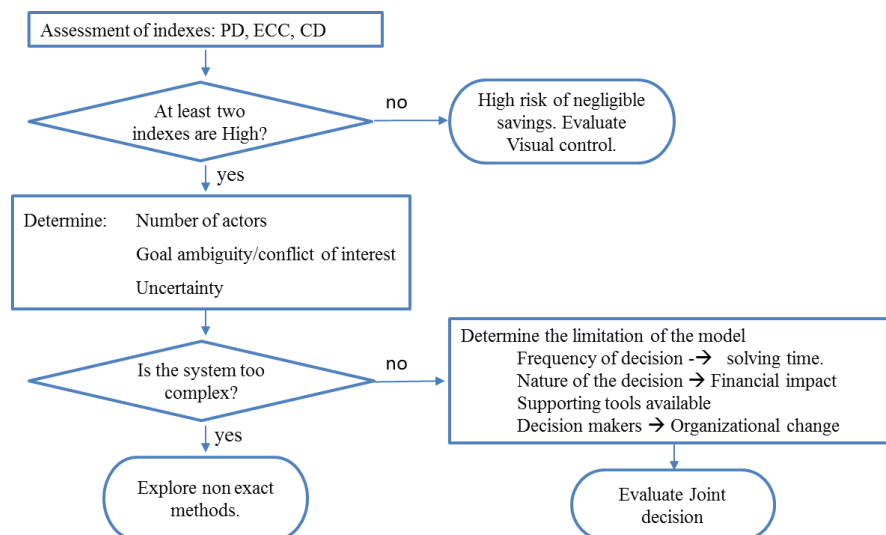 Assessment of indexes: PD, ECC, CD
At least two
indexes are High?
no
High risk of negligible
savings. Evaluate
Visual control.
yes
Determine: Number of actors
Goal ambiguity/conflict of interest
Uncertainty
Is the system too
complex?
no
Determine the limitation of the model
Frequency of decision -→ solving time.
Nature of the decision → Financial impact
Supporting tools available
Decision makers → Organizational change
yes
Explore non exact
methods.
Evaluate Joint
decision